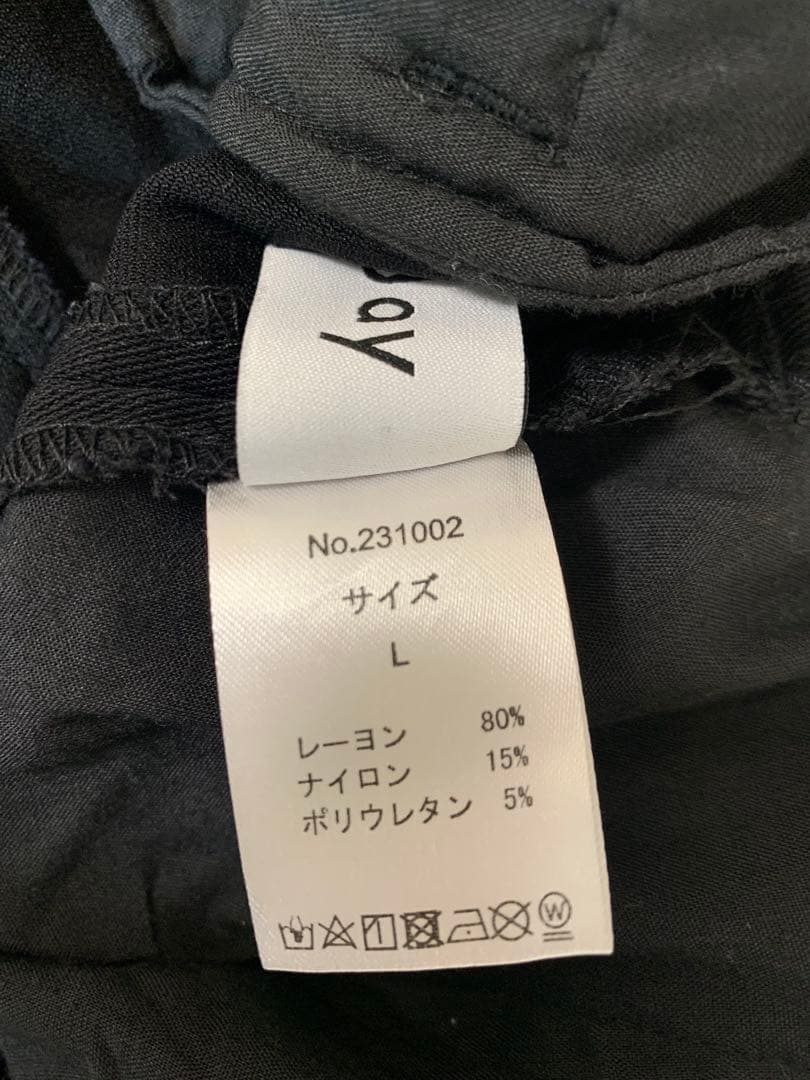 ay
No.231002
サイズ
L
レーヨン 80%
ナイロン 15%
ポリウレタン 5%
W